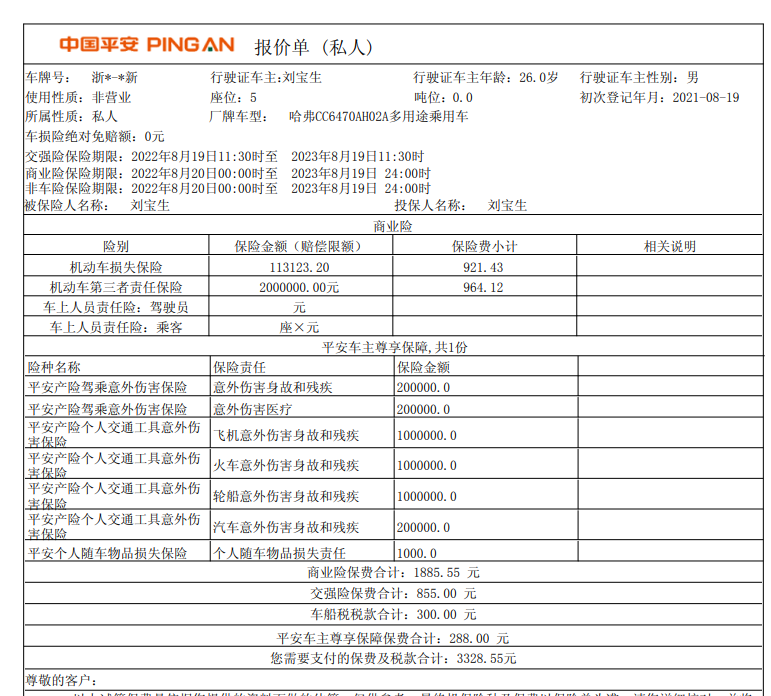 中国平安 PING AN 报价单 (私人)
车牌号: 浙*-*新 行驶证车主:刘宝生 行驶证车主年龄: 26.0岁 行驶证车主性别: 男
使用性质: 非营业 座位: 5 吨位: 0.0 初次登记年月: 2021-08-19
所属性质: 私人 厂牌车型: 哈弗CC6470AH02A多用途乘用车
车损险绝对免赔额: 0元
交强险保险期限: 2022年8月19日11:30时至 2023年8月19日11:30时
商业险保险期限: 2022年8月20日00:00时至 2023年8月19日 24:00时
非车险保险期限: 2022年8月20日00:00时至 2023年8月19日 24:00时
被保险人名称: 刘宝生 投保人名称: 刘宝生
商业险
险别 保险金额(赔偿限额) 保险费小计 相关说明
机动车损失保险 113123.20 921.43
机动车第三者责任保险 2000000.00元 964.12
车上人员责任险: 驾驶员 元
车上人员责任险: 乘客 座×元
平安车主尊享保障,共1份
险种名称 保险责任 保险金额
平安产险驾乘意外伤害保险 意外伤害身故和残疾 200000.0
平安产险驾乘意外伤害保险 意外伤害医疗 200000.0
平安产险个人交通工具意外伤
害保险 飞机意外伤害身故和残疾 1000000.0
平安产险个人交通工具意外伤
害保险 火车意外伤害身故和残疾 1000000.0
平安产险个人交通工具意外伤
害保险 轮船意外伤害身故和残疾 1000000.0
平安产险个人交通工具意外伤
害保险 汽车意外伤害身故和残疾 200000.0
平安个人随车物品损失保险 个人随车物品损失责任 1000.0
商业险保费合计: 1885.55 元
交强险保费合计: 855.00 元
车船税税款合计: 300.00 元
平安车主尊享保障保费合计: 288.00 元
您需要支付的保费及税款合计: 3328.55元
尊敬的客户: